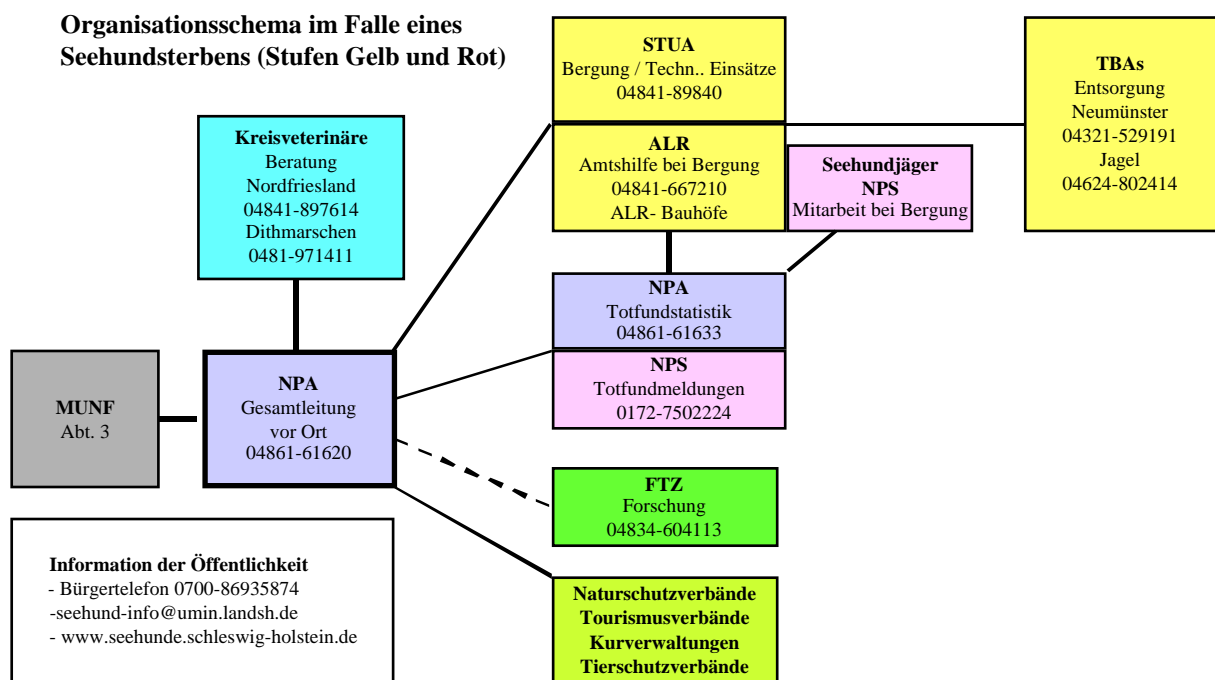 Organisationsschema im Falle eines
Seehundsterbens (Stufen Gelb und Rot)
STUA
Bergung / Techn.. Einsätze
04841-89840
TBAs
Entsorgung
Neumünster
04321-529191
Jagel
04624-802414
Kreisveterinäre
Beratung
Nordfriesland
04841-897614
Dithmarschen
0481-971411
ALR
Amtshilfe bei Bergung
04841-667210
ALR- Bauhöfe
Seehundjäger
NPS
Mitarbeit bei Bergung
NPA
Totfundstatistik
04861-61633
NPS
Totfundmeldungen
0172-7502224
MUNF
Abt. 3
NPA
Gesamtleitung
vor Ort
04861-61620
FTZ
Forschung
04834-604113
Information der Öffentlichkeit
- Bürgertelefon 0700-86935874
-seehund-info@umin.landsh.de
- www.seehunde.schleswig-holstein.de
Naturschutzverbände
Tourismusverbände
Kurverwaltungen
Tierschutzverbände